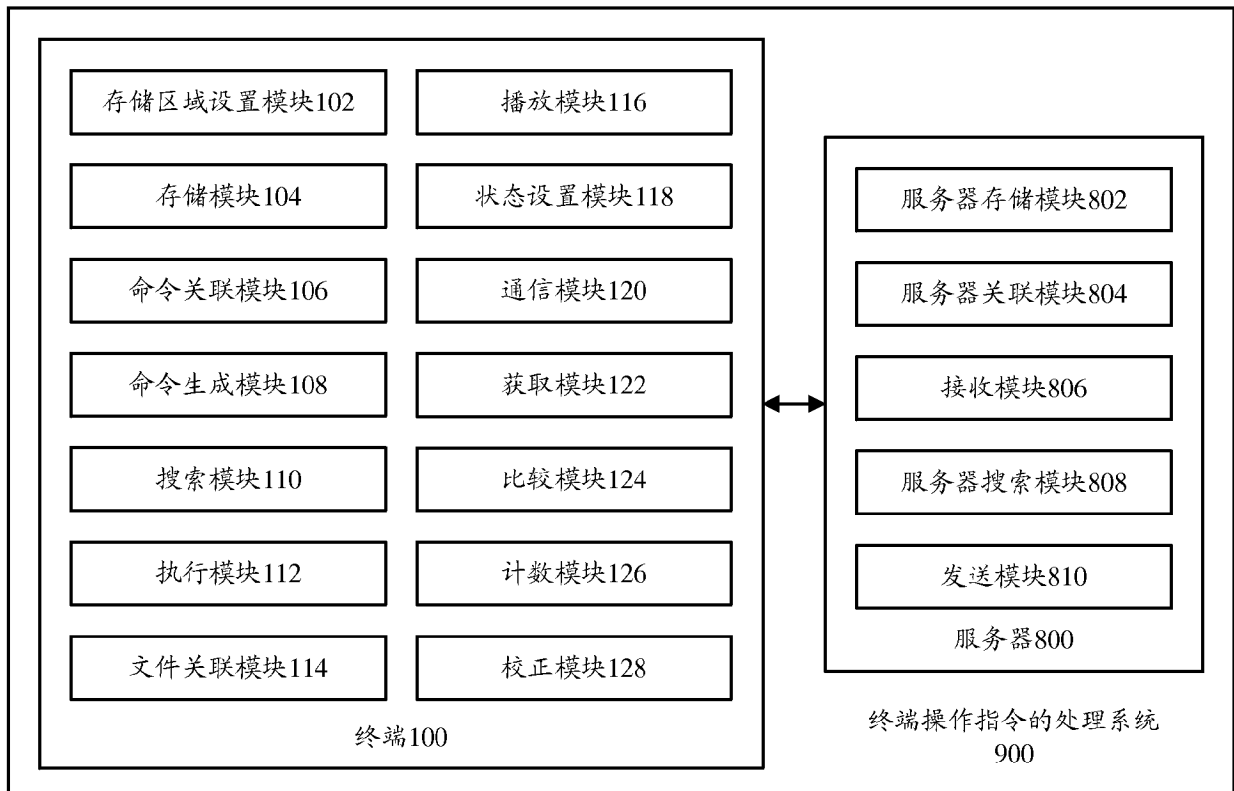 存储区域设置模块102
存储模块104
命令关联模块106
命令生成模块108
搜索模块110
执行模块112
文件关联模块114
播放模块116
状态设置模块118
通信模块120
获取模块122
比较模块124
计数模块126
校正模块128
终端100
服务器存储模块802
服务器关联模块804
接收模块806
服务器搜索模块808
发送模块810
服务器800
终端操作指令的处理系统
900